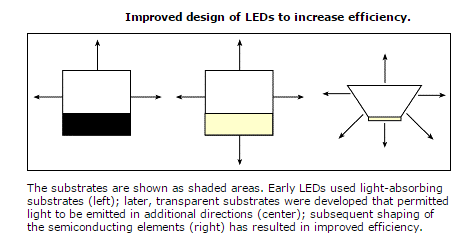 Improved design of LEDs to increase efficiency.
The substrates are shown as shaded areas. Early LEDs used light-absorbing
substrates (left); later, transparent substrates were developed that permitted
light to be emitted in additional directions (center); subsequent shaping of
the semiconducting elements (right) has resulted in improved efficiency.